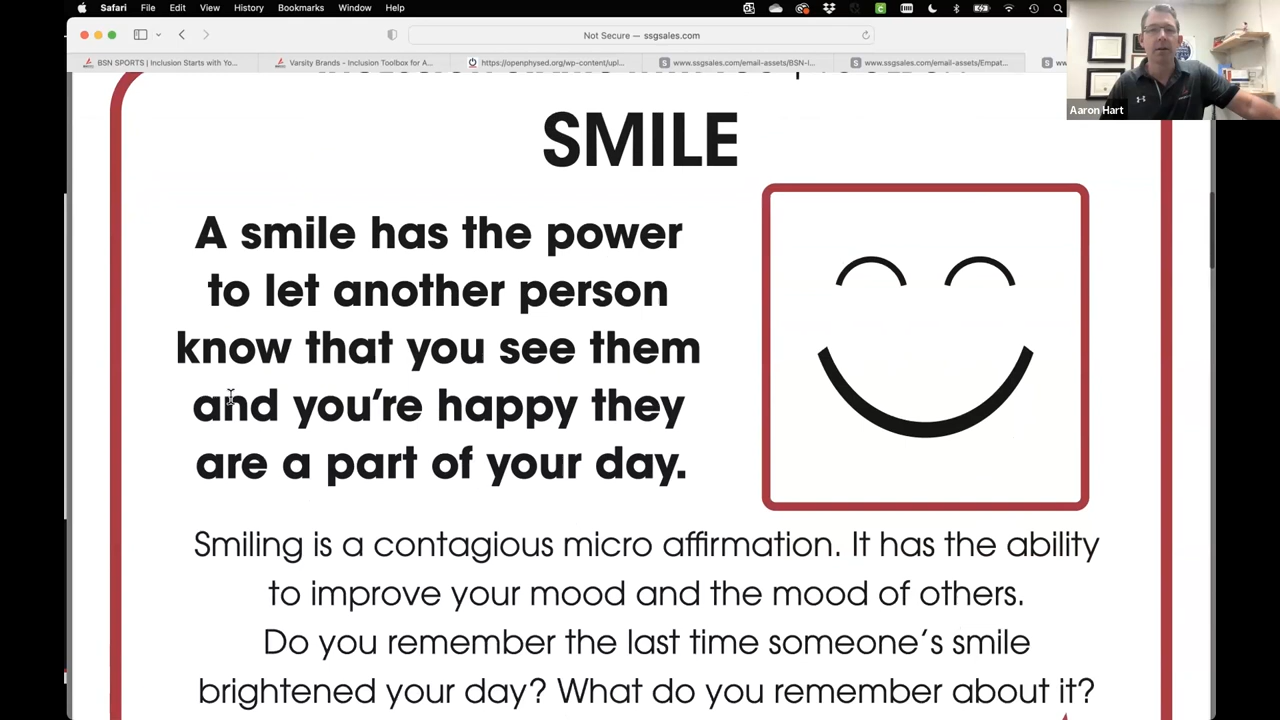 Safari File Edit View History Bookmarks Window Help
Not Secure — ssgsales.com
BSN SPORTS | Inclusion Starts with Yo...
Varsity Brands - Inclusion Toolbox for A...
https://openphysed.org/wp-content/upl...
www.ssgsales.com/email-assets/BSN-I...
www.ssgsales.com/email-assets/Empat...
Aaron Hart
SMILE
A smile has the power
to let another person
know that you see them
and you're happy they
are a part of your day.
Smiling is a contagious micro affirmation. It has the ability
to improve your mood and the mood of others.
Do you remember the last time someone's smile
brightened your day? What do you remember about it?